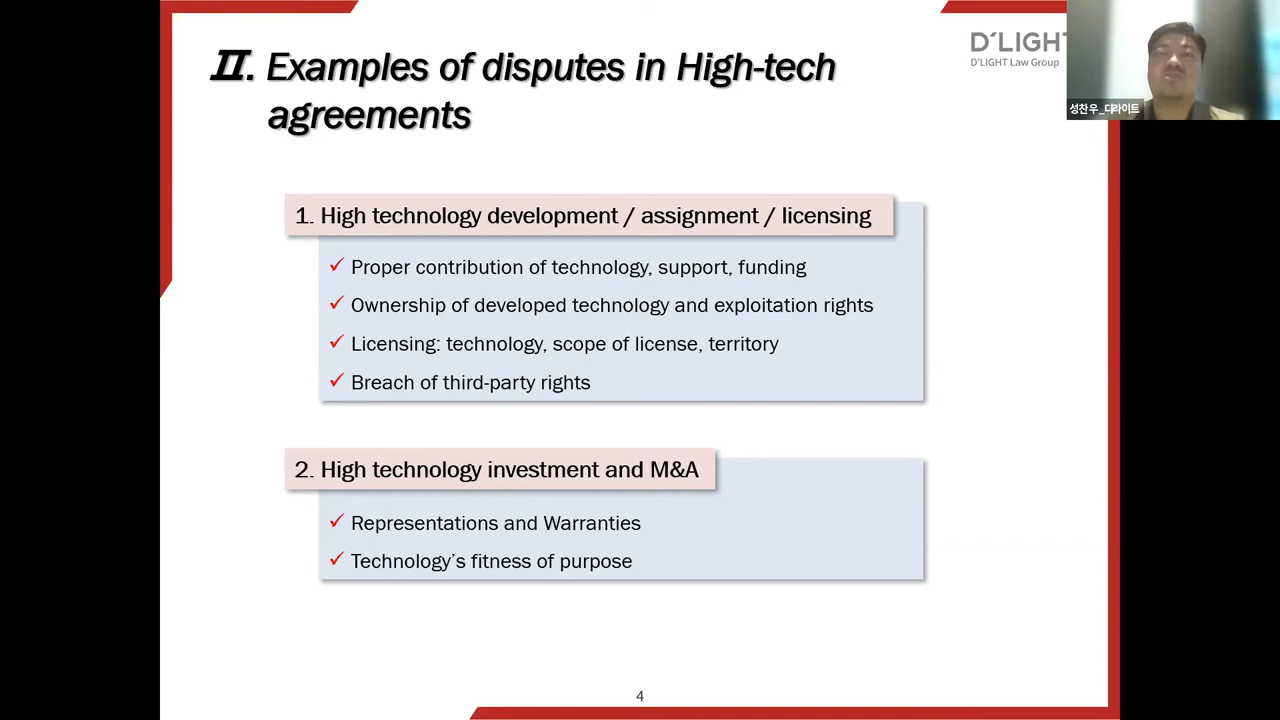 II. Examples of disputes in High-tech
agreements
D'LIGHT
D'LIGHT Law Group
성찬우_디라이트
1. High technology development / assignment / licensing
✓ Proper contribution of technology, support, funding
✓ Ownership of developed technology and exploitation rights
✓ Licensing: technology, scope of license, territory
✓ Breach of third-party rights
2. High technology investment and M&A
✓ Representations and Warranties
✓ Technology’s fitness of purpose
4